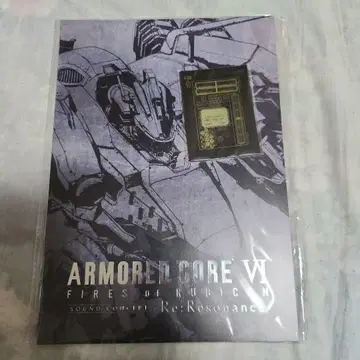 ARMORED CORE VI
FIRES OF RUBICON
SOUND CONCERT Re:Resonance